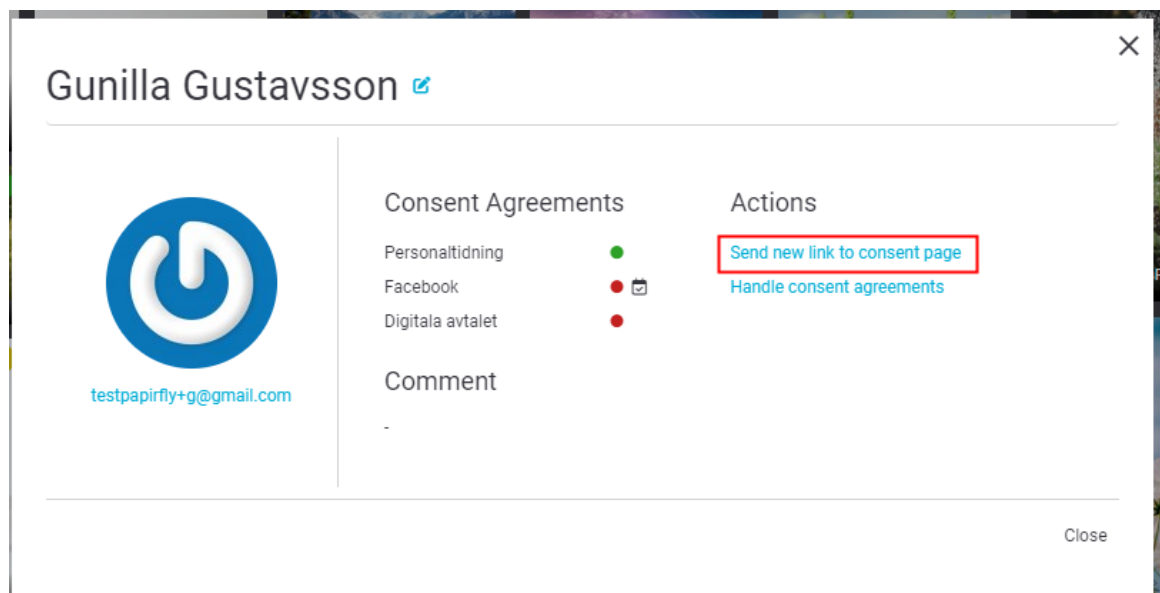 Gunilla Gustavsson
testpapirfly+g@gmail.com
Consent Agreements
Personaltidning
Facebook
Digitala avtalet
Comment
-
Actions
Send new link to consent page
Handle consent agreements
Close